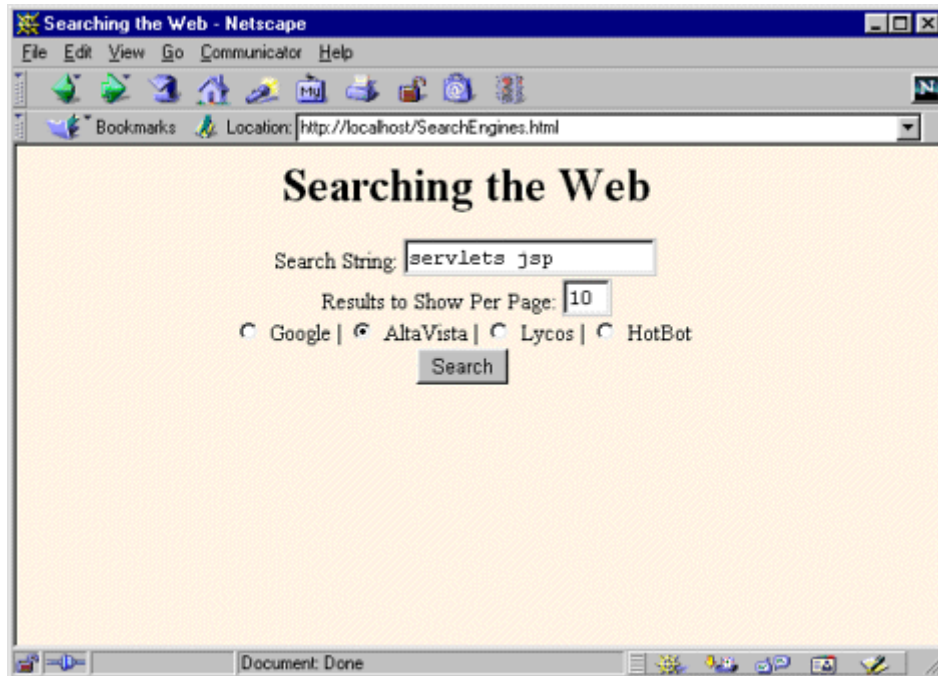 Searching the Web - Netscape
File Edit View Go Communicator Help
My N
Bookmarks Location: http://localhost/SearchEngines.html
Searching the Web
Search String: servlets jsp
Results to Show Per Page: 10
Google | AltaVista | Lycos | HotBot
Search
Document: Done